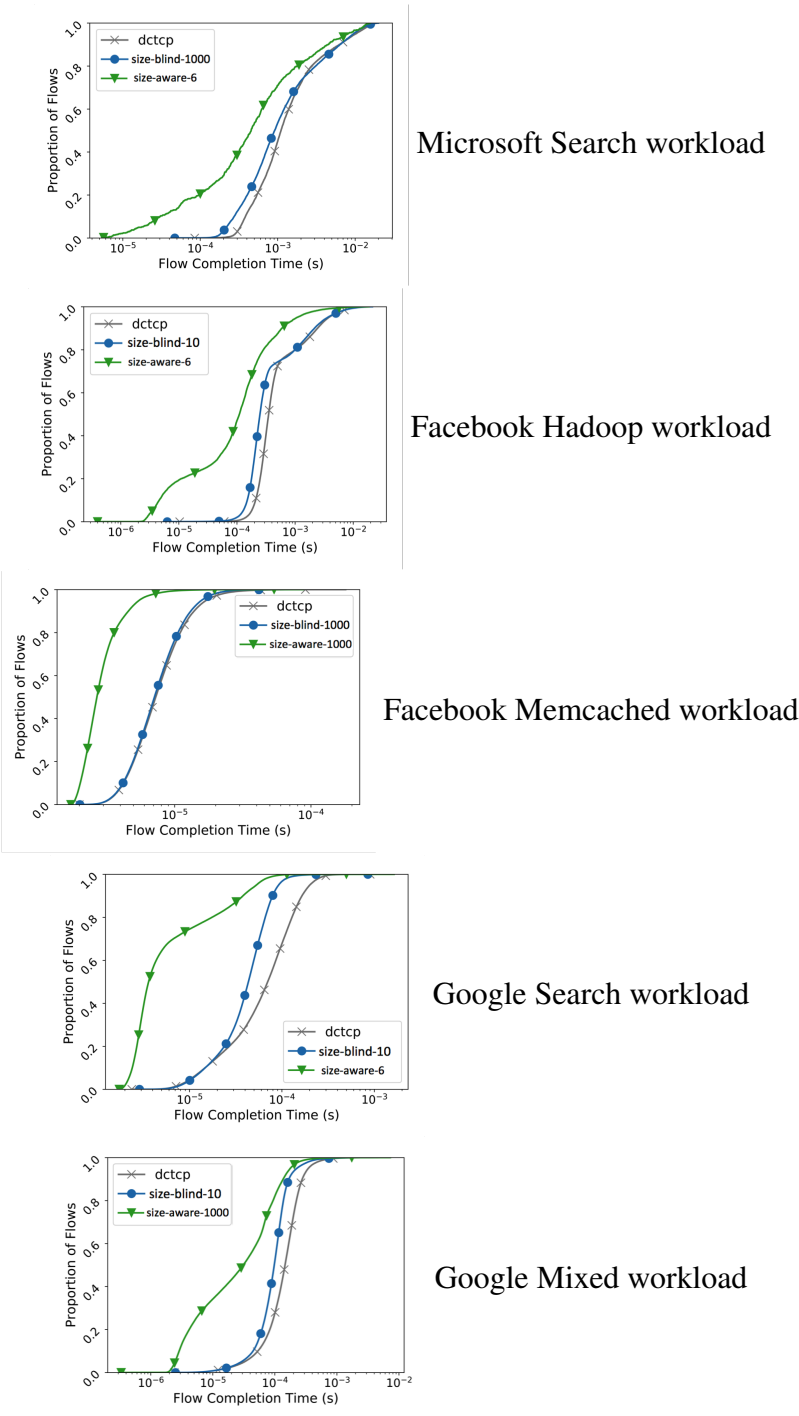 1.0
0.8
0.6
0.4
0.2
0.0
Proportion of Flows
dctcp
size-blind-1000
size-aware-6
10⁻⁵
10⁻⁴
10⁻³
10⁻²
Flow Completion Time (s)
Microsoft Search workload
1.0
0.8
0.6
0.4
0.2
0.0
Proportion of Flows
dctcp
size-blind-10
size-aware-6
10⁻⁶
10⁻⁵
10⁻⁴
10⁻³
10⁻²
Flow Completion Time (s)
Facebook Hadoop workload
1.0
0.8
0.6
0.4
0.2
0.0
Proportion of Flows
dctcp
size-blind-1000
size-aware-1000
10⁻⁵
10⁻⁴
Flow Completion Time (s)
Facebook Memcached workload
1.0
0.8
0.6
0.4
0.2
0.0
Proportion of Flows
dctcp
size-blind-10
size-aware-6
10⁻⁵
10⁻⁴
10⁻³
Flow Completion Time (s)
Google Search workload
1.0
0.8
0.6
0.4
0.2
0.0
Proportion of Flows
dctcp
size-blind-10
size-aware-1000
10⁻⁶
10⁻⁵
10⁻⁴
10⁻³
10⁻²
Flow Completion Time (s)
Google Mixed workload